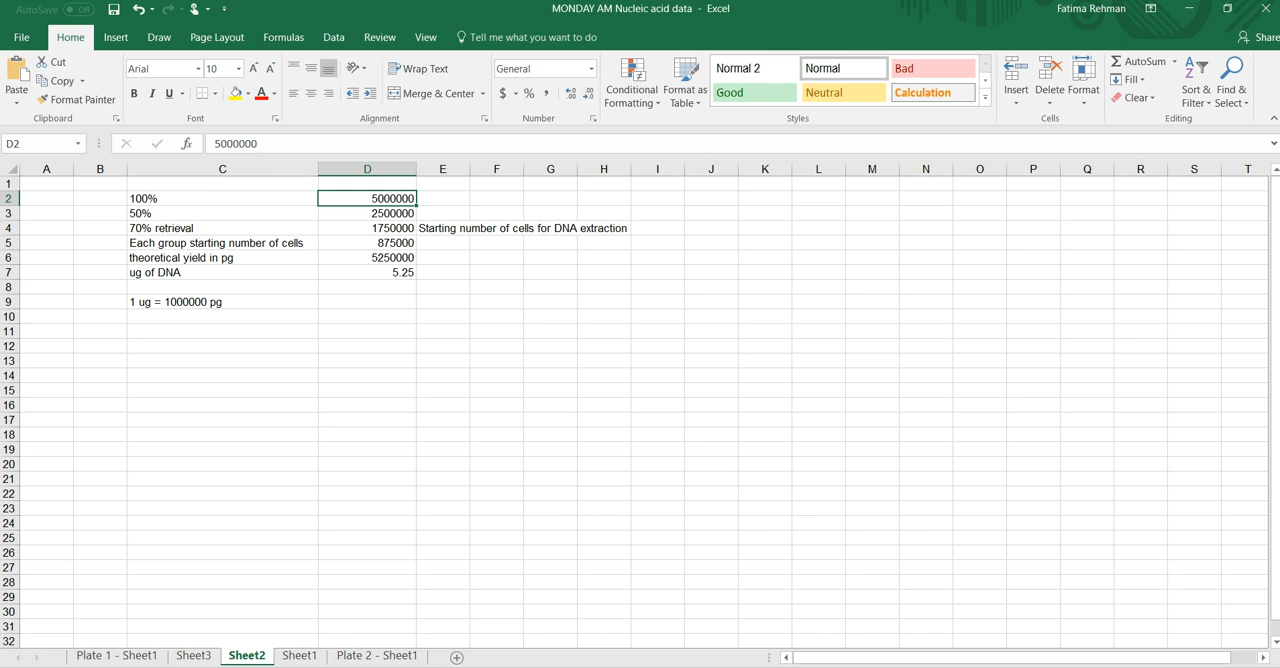 AutoSave Off MONDAY AM Nucleic acid data - Excel Fatima Rehman
File Home Insert Draw Page Layout Formulas Data Review View Tell me what you want to do Share
Cut
Copy
Format Painter
Paste
Clipboard
Arial 10
B I U
Font
Wrap Text
Merge & Center
Alignment
General
$ % ,
Number
Conditional Formatting
Format as Table
Normal 2 Normal Bad
Good Neutral Calculation
Styles
Insert Delete Format
Cells
AutoSum
Fill
Clear
Sort & Filter
Find & Select
Editing
D2 fx 5000000
A B C D E F G H I J K L M N O P Q R S T
1
2 100% 5000000
3 50% 2500000
4 70% retrieval 1750000 Starting number of cells for DNA extraction
5 Each group starting number of cells 875000
6 theoretical yield in pg 5250000
7 ug of DNA 5.25
8
9 1 ug = 1000000 pg
10
11
12
13
14
15
16
17
18
19
20
21
22
23
24
25
26
27
28
29
30
31
32
Plate 1 - Sheet1 Sheet3 Sheet2 Sheet1 Plate 2 - Sheet1